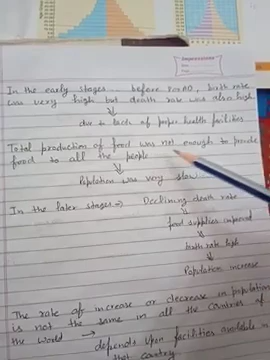 In the early stages before 1920, birth rate
was very high but death rate was also high
due to lack of proper health facilities
Total production of food was not enough to provide
food to all the people
Population was very slow
In the later stages → Declining death rate
food supplies improved
birth rate high
Population increase
The rate of increase or decrease in population
is not the same in all the countries of
the world → depends upon facilities available in
that country